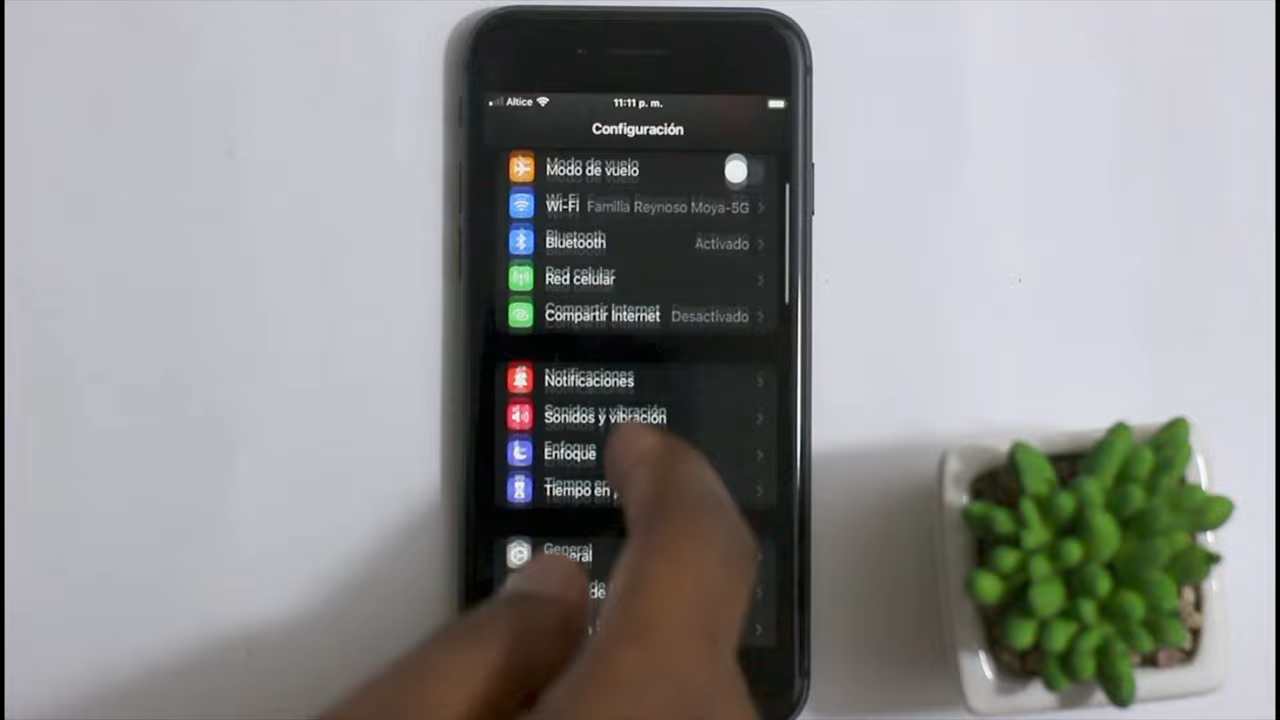 Altice 11:11 p. m.
Configuración
Modo de vuelo
Wi-Fi Familia Reynoso Moya-5G
Bluetooth Activado
Red celular
Compartir Internet Desactivado
Notificaciones
Sonidos y vibración
Enfoque
Tiempo en
General
de